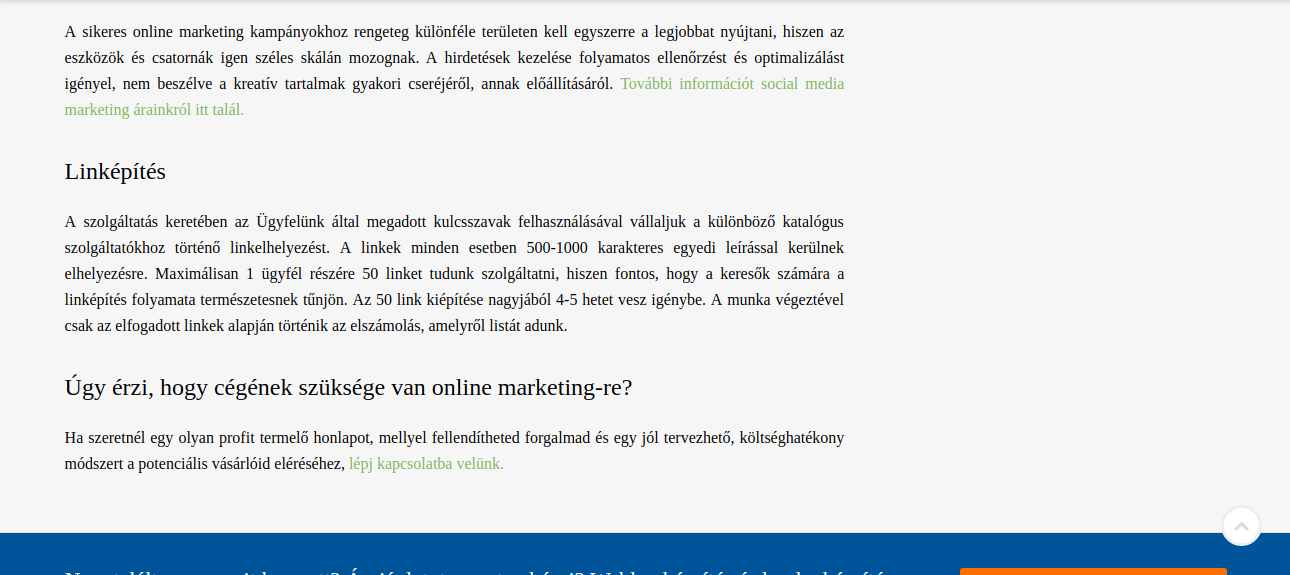 A sikeres online marketing kampányokhoz rengeteg különféle területen kell egyszerre a legjobbat nyújtani, hiszen az
eszközök és csatornák igen széles skálán mozognak. A hirdetések kezelése folyamatos ellenőrzést és optimalizálást
igényel, nem beszélve a kreatív tartalmak gyakori cseréjéről, annak előállításáról. További információt social media
marketing árainkról itt talál.
Linképítés
A szolgáltatás keretében az Ügyfelünk által megadott kulcsszavak felhasználásával vállaljuk a különböző katalógus
szolgáltatókhoz történő linkelhelyezést. A linkek minden esetben 500-1000 karakteres egyedi leírással kerülnek
elhelyezésre. Maximálisan 1 ügyfél részére 50 linket tudunk szolgáltatni, hiszen fontos, hogy a keresők számára a
linképítés folyamata természetesnek tűnjön. Az 50 link kiépítése nagyjából 4-5 hetet vesz igénybe. A munka végeztével
csak az elfogadott linkek alapján történik az elszámolás, amelyről listát adunk.
Úgy érzi, hogy cégének szüksége van online marketing-re?
Ha szeretnél egy olyan profit termelő honlapot, mellyel fellendítheted forgalmad és egy jól tervezhető, költséghatékony
módszert a potenciális vásárlóid eléréséhez, lépj kapcsolatba velünk.